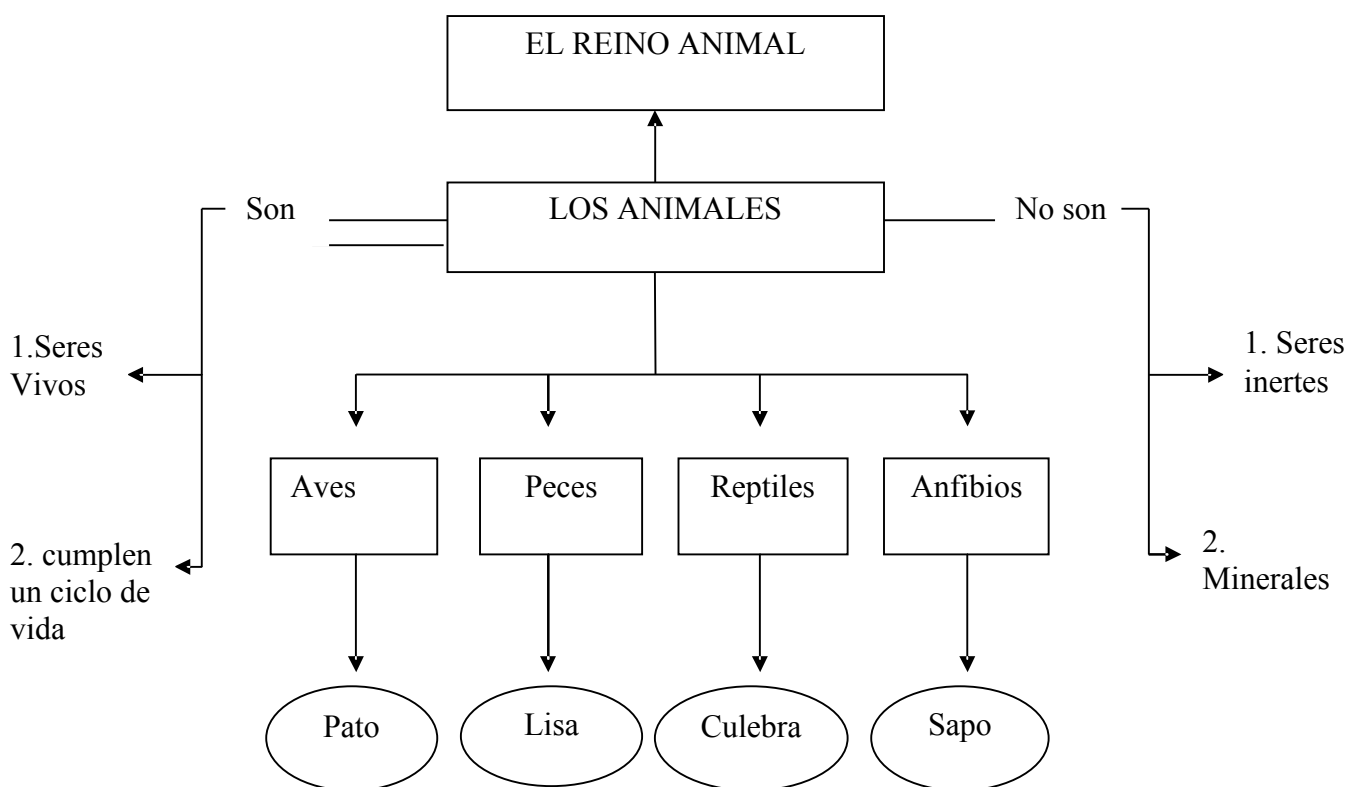 EL REINO ANIMAL
LOS ANIMALES
Son
No son
1.Seres
Vivos
2. cumplen
un ciclo de
vida
1. Seres
inertes
2.
Minerales
Aves
Peces
Reptiles
Anfibios
Pato
Lisa
Culebra
Sapo